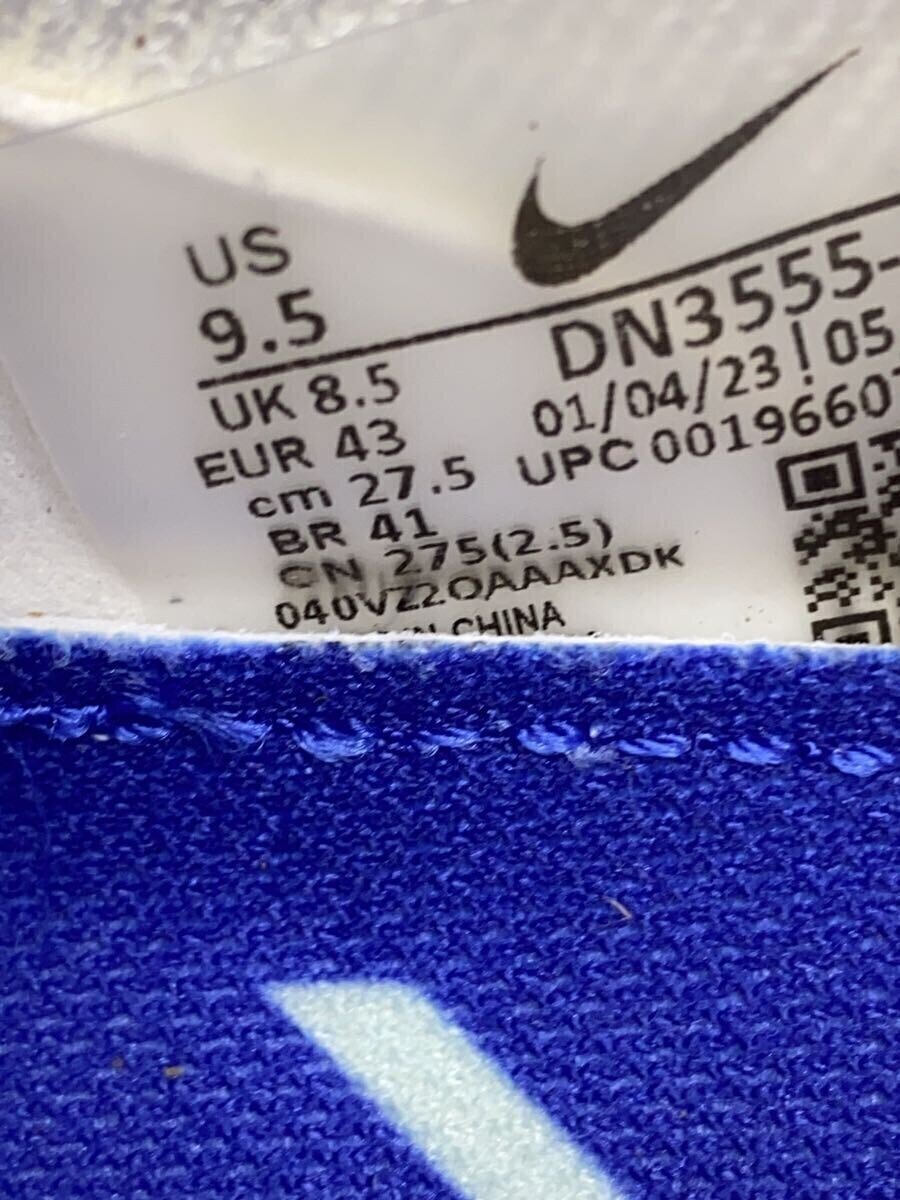 US
9.5
UK 8.5
EUR 43
cm 27.5
BR 41
CN 275(2.5)
040VZ2OAAAXDK
CHINA
DN3555-
01/04/23 ! 05
UPC 00196607